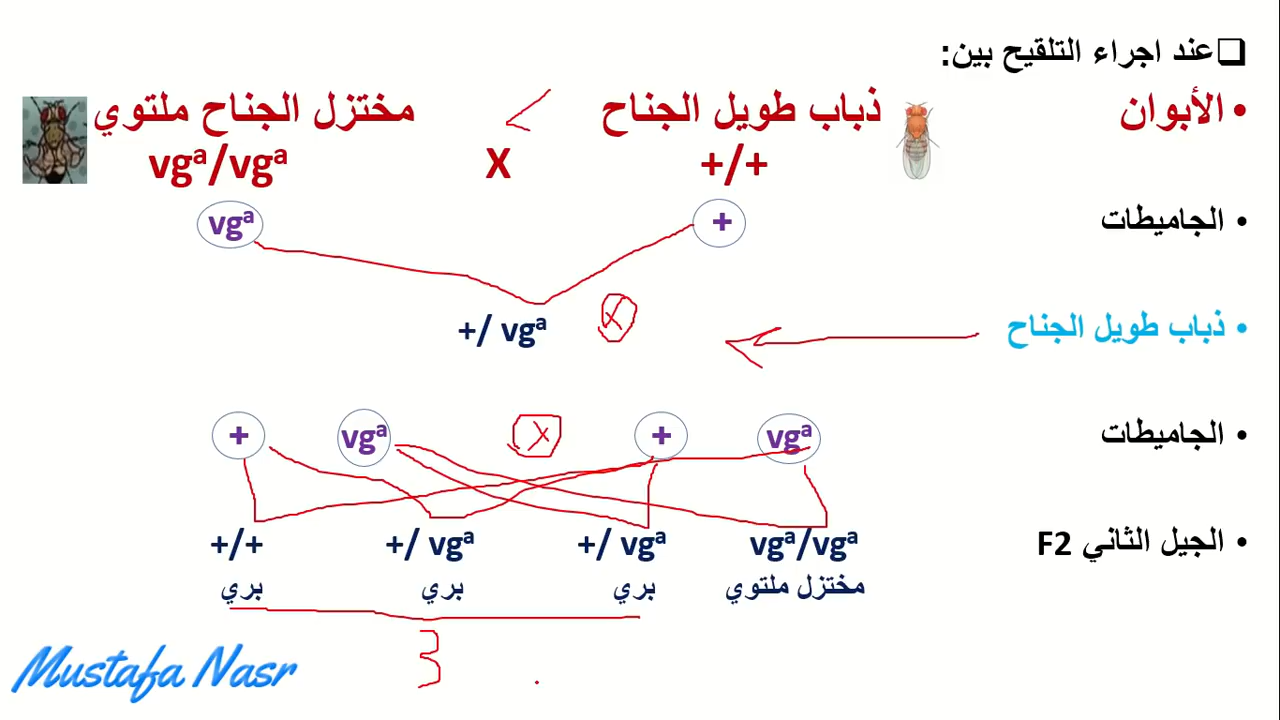 ❑عند اجراء التلقيح بين:
• الأبوان ذباب طويل الجناح > مختزل الجناح ملتوي
+/+ X vgᵃ/vgᵃ
• الجاميطات + vgᵃ
• ذباب طويل الجناح +/ vgᵃ X
• الجاميطات + vgᵃ X + vgᵃ
• الجيل الثاني F2 +/+ +/ vgᵃ +/ vgᵃ vgᵃ/vgᵃ
بري بري بري مختزل ملتوي
3
Mustafa Nasr